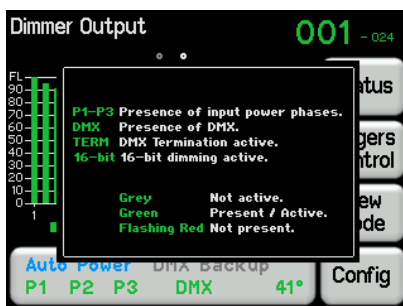 Dimmer Output
001 - 024
FL
90
80
70
60
50
40
30
20
10
0
1
P1-P3 Presence of input power phases.
DMX Presence of DMX.
TERM DMX Termination active.
16-bit 16-bit dimming active.
Grey Not active.
Green Present / Active.
Flashing Red Not present.
Auto Power DMX Backup
P1 P2 P3 DMX 41°
Config